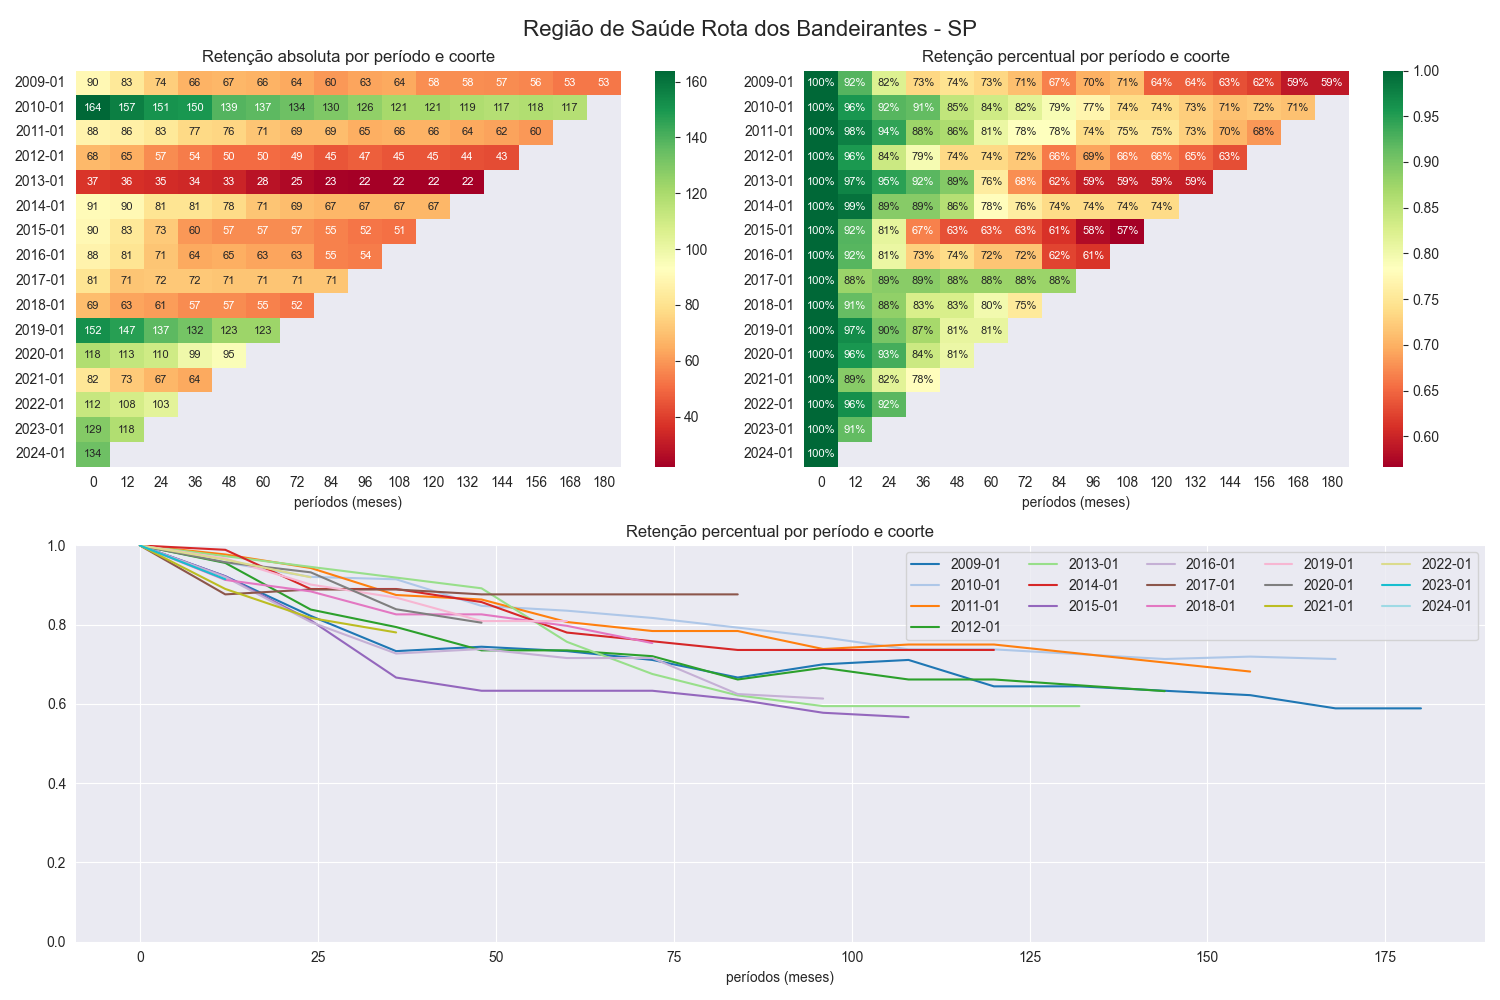 Região de Saúde Rota dos Bandeirantes - SP
Retenção absoluta por período e coorte
2009-01 90 83 74 66 67 66 64 60 63 64 58 58 57 56 53 53
2010-01 164 157 151 150 139 137 134 130 126 121 121 119 117 118 117
2011-01 88 86 83 77 76 71 69 69 65 66 66 64 62 60
2012-01 68 65 57 54 50 50 49 45 47 45 45 44 43
2013-01 37 36 35 34 33 28 25 23 22 22 22 22
2014-01 91 90 81 81 78 71 69 67 67 67 67
2015-01 90 83 73 60 57 57 57 55 52 51
2016-01 88 81 71 64 65 63 63 55 54
2017-01 81 71 72 72 71 71 71 71
2018-01 69 63 61 57 57 55 52
2019-01 152 147 137 132 123 123
2020-01 118 113 110 99 95
2021-01 82 73 67 64
2022-01 112 108 103
2023-01 129 118
2024-01 134
0 12 24 36 48 60 72 84 96 108 120 132 144 156 168 180
períodos (meses)
160
140
120
100
80
60
40
Retenção percentual por período e coorte
2009-01 100% 92% 82% 73% 74% 73% 71% 67% 70% 71% 64% 64% 63% 62% 59% 59%
2010-01 100% 96% 92% 91% 85% 84% 82% 79% 77% 74% 74% 73% 71% 72% 71%
2011-01 100% 98% 94% 88% 86% 81% 78% 78% 74% 75% 75% 73% 70% 68%
2012-01 100% 96% 84% 79% 74% 74% 72% 66% 69% 66% 66% 65% 63%
2013-01 100% 97% 95% 92% 89% 76% 68% 62% 59% 59% 59% 59%
2014-01 100% 99% 89% 89% 86% 78% 76% 74% 74% 74% 74%
2015-01 100% 92% 81% 67% 63% 63% 63% 61% 58% 57%
2016-01 100% 92% 81% 73% 74% 72% 72% 62% 61%
2017-01 100% 88% 89% 89% 88% 88% 88% 88%
2018-01 100% 91% 88% 83% 83% 80% 75%
2019-01 100% 97% 90% 87% 81% 81%
2020-01 100% 96% 93% 84% 81%
2021-01 100% 89% 82% 78%
2022-01 100% 96% 92%
2023-01 100% 91%
2024-01 100%
0 12 24 36 48 60 72 84 96 108 120 132 144 156 168 180
períodos (meses)
1.00
0.95
0.90
0.85
0.80
0.75
0.70
0.65
0.60
Retenção percentual por período e coorte
1.0
0.8
0.6
0.4
0.2
0.0
2009-01 2013-01 2016-01 2019-01 2022-01
2010-01 2014-01 2017-01 2020-01 2023-01
2011-01 2015-01 2018-01 2021-01 2024-01
2012-01
0 25 50 75 100 125 150 175
períodos (meses)